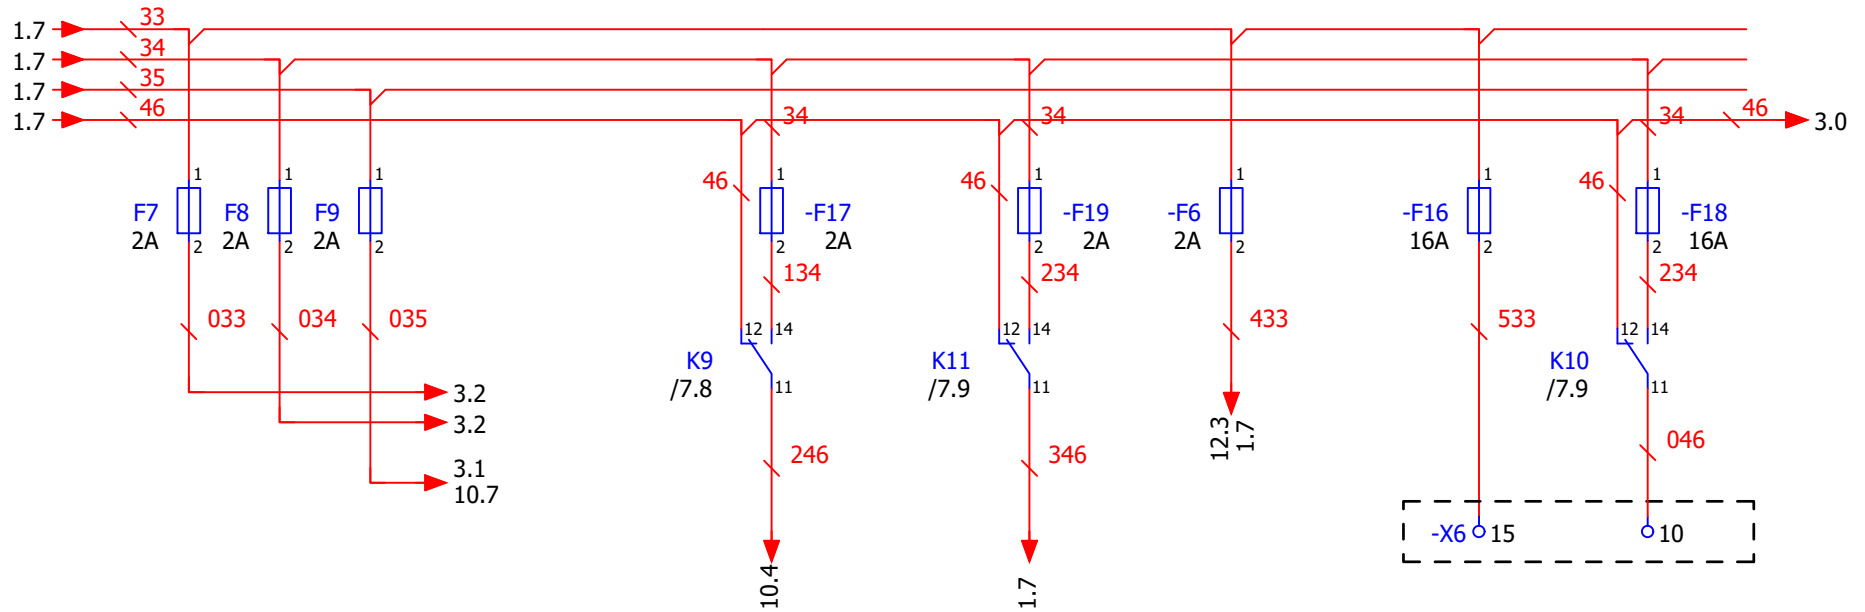 1.7 33
1.7 34
1.7 35
1.7 46 34 34 34 46 3.0
1 1 1 46 1 46 1 1 1 46 1
F7 F8 F9 -F17 -F19 -F6 -F16 -F18
2A 2A 2A 2A 2A 2A 16A 16A
2 2 2 2 2 2 2 2
134 234 234
033 034 035 433 533
12 14 12 14 12 14
K9 K11 K10
/7.8 /7.9 /7.9
11 11 11
3.2
3.2
12.3
1.7
046
246 346
3.1
10.7
-X6 15 10
10.4 1.7